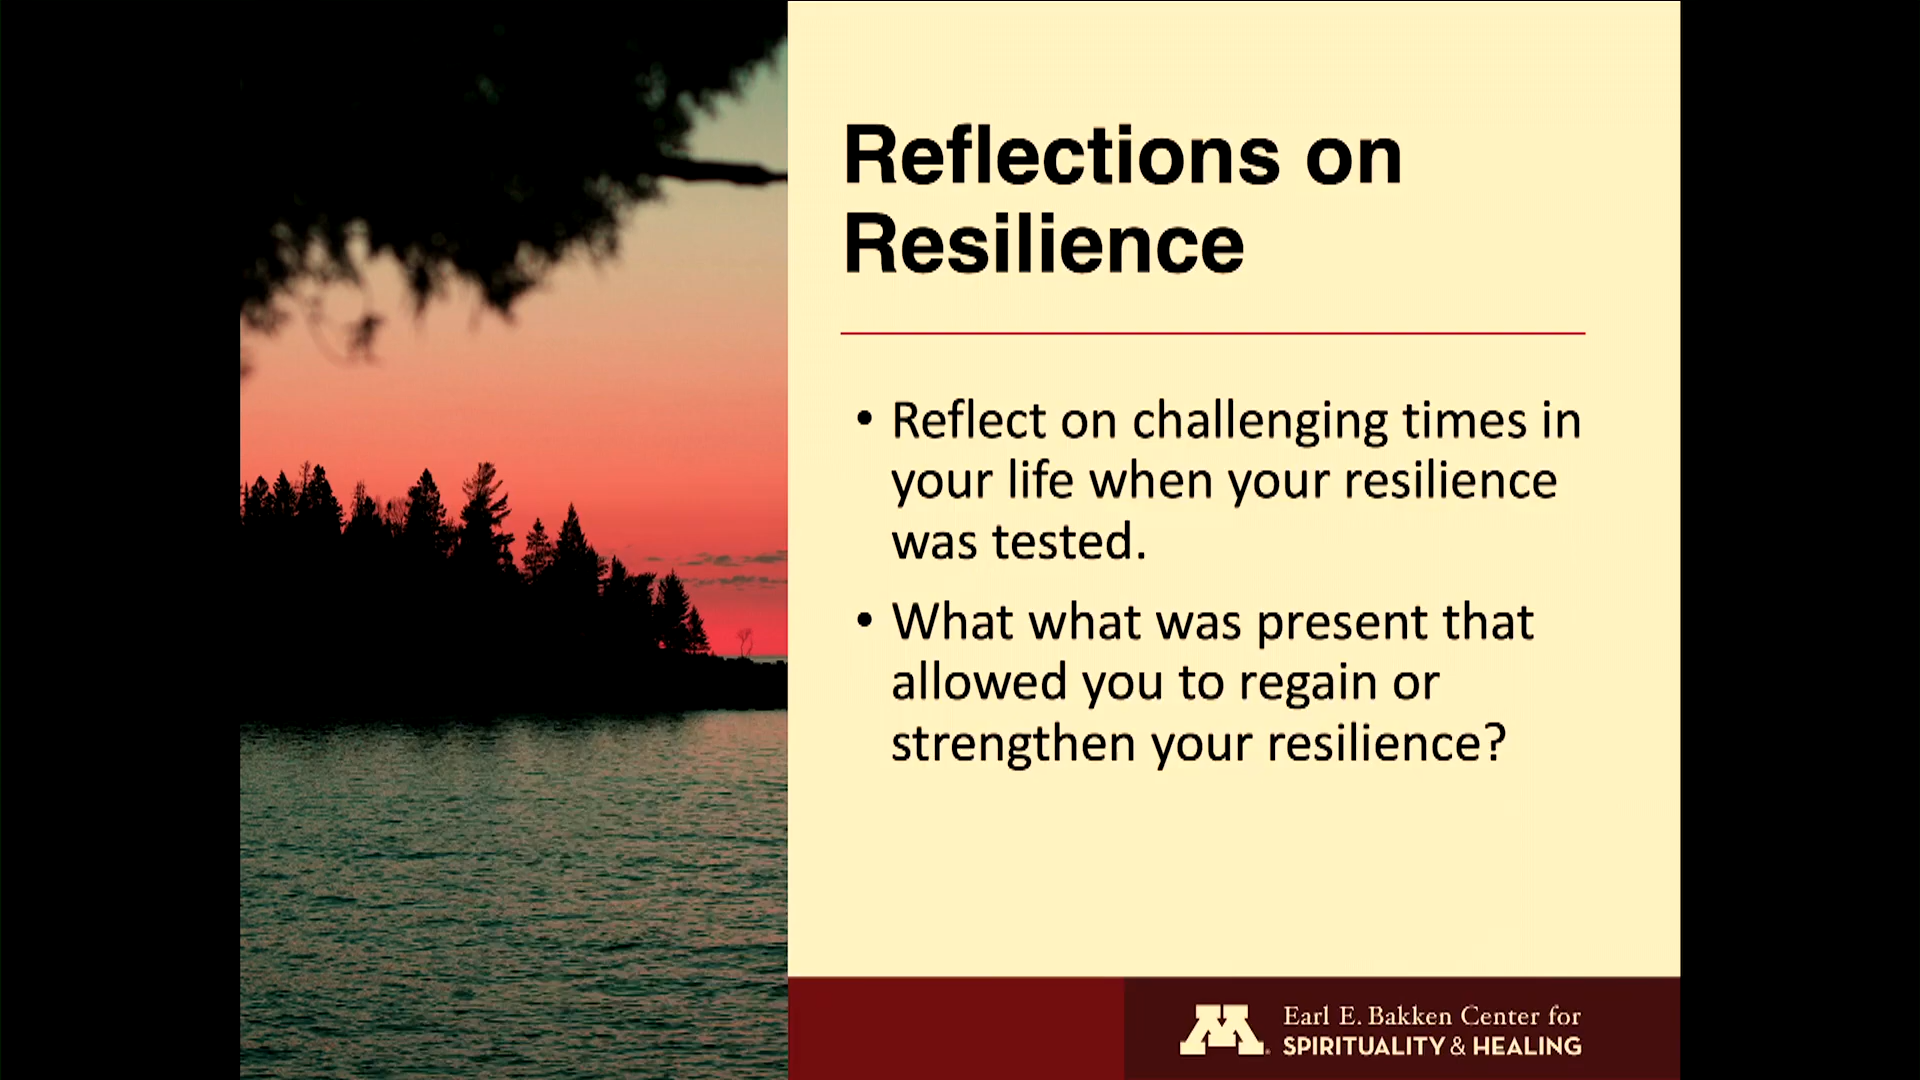 Reflections on
Resilience
• Reflect on challenging times in
your life when your resilience
was tested.
• What what was present that
allowed you to regain or
strengthen your resilience?
M
Earl E. Bakken Center for
SPIRITUALITY & HEALING